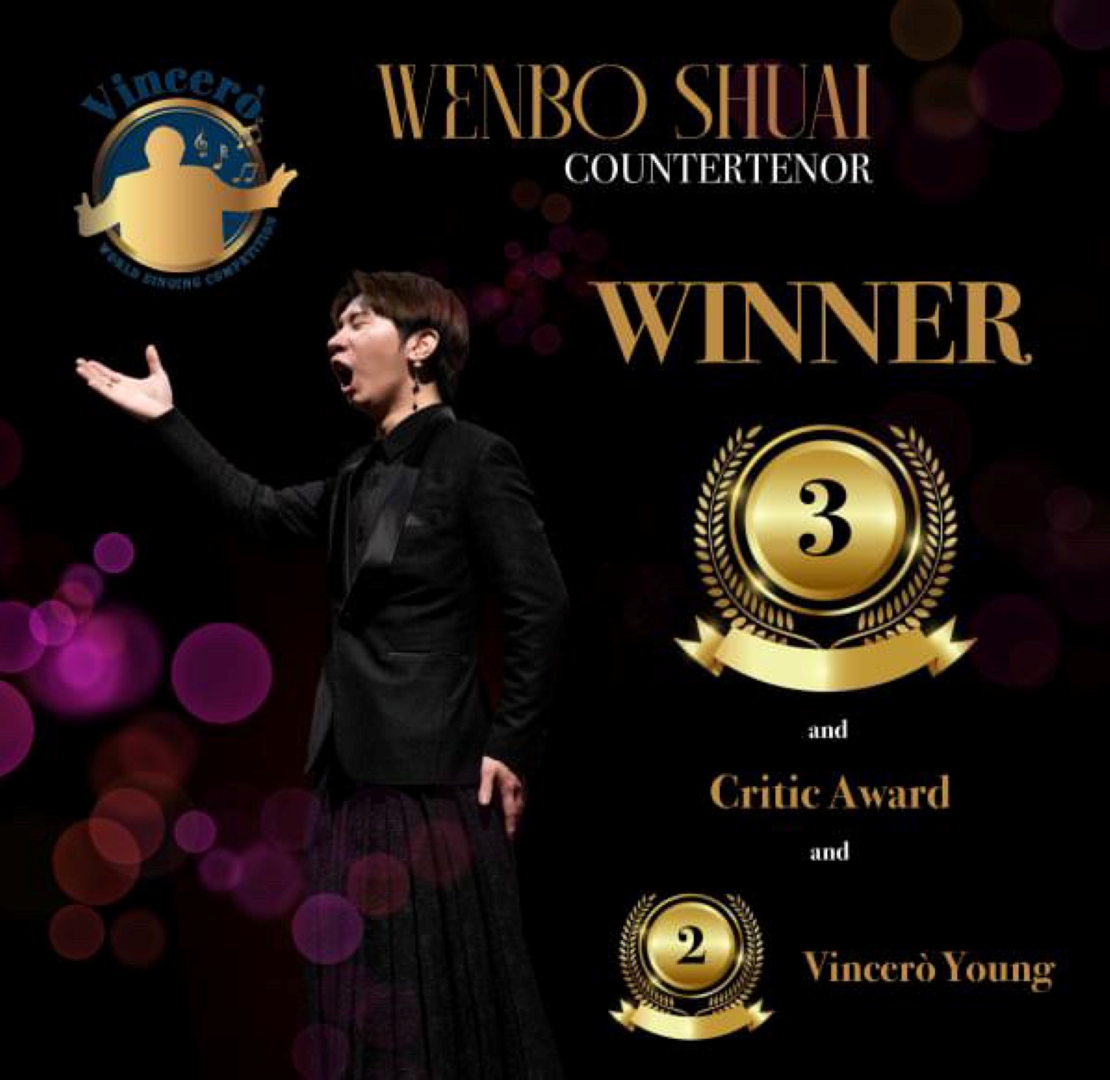 Vincerò
WORLD SINGING COMPETITION
WENBO SHUAI
COUNTERTENOR
WINNER
3
and
Critic Award
and
2
Vincerò Young